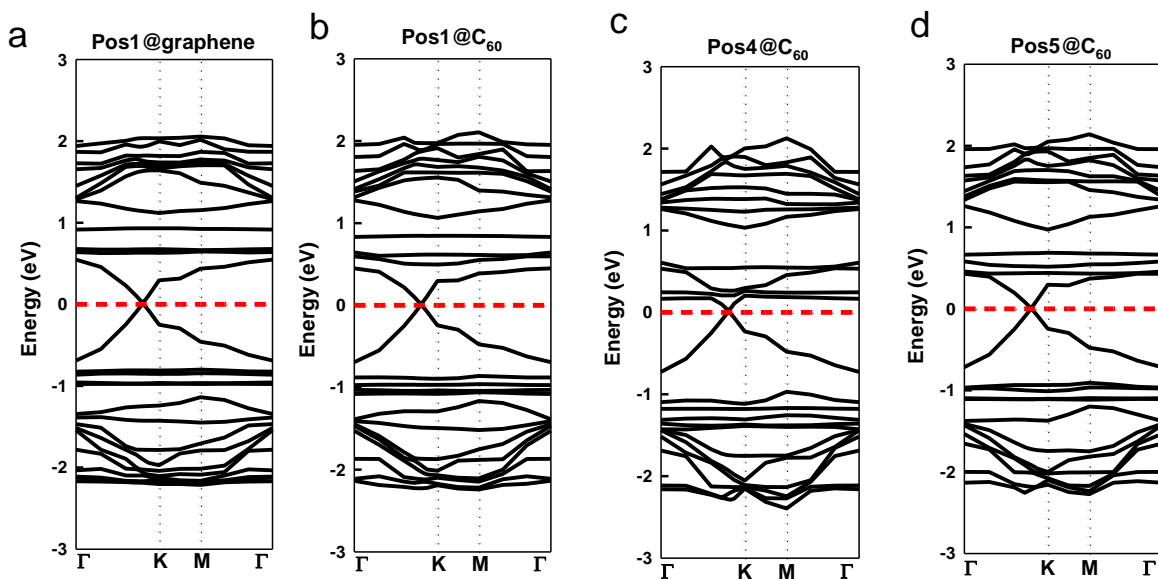 a
Pos1@graphene
Energy (eV)
3
2
1
0
-1
-2
-3
Γ K M Γ
b
Pos1@C60
Energy (eV)
3
2
1
0
-1
-2
-3
Γ K M Γ
c
Pos4@C60
Energy (eV)
3
2
1
0
-1
-2
-3
Γ K M Γ
d
Pos5@C60
Energy (eV)
3
2
1
0
-1
-2
-3
Γ K M Γ